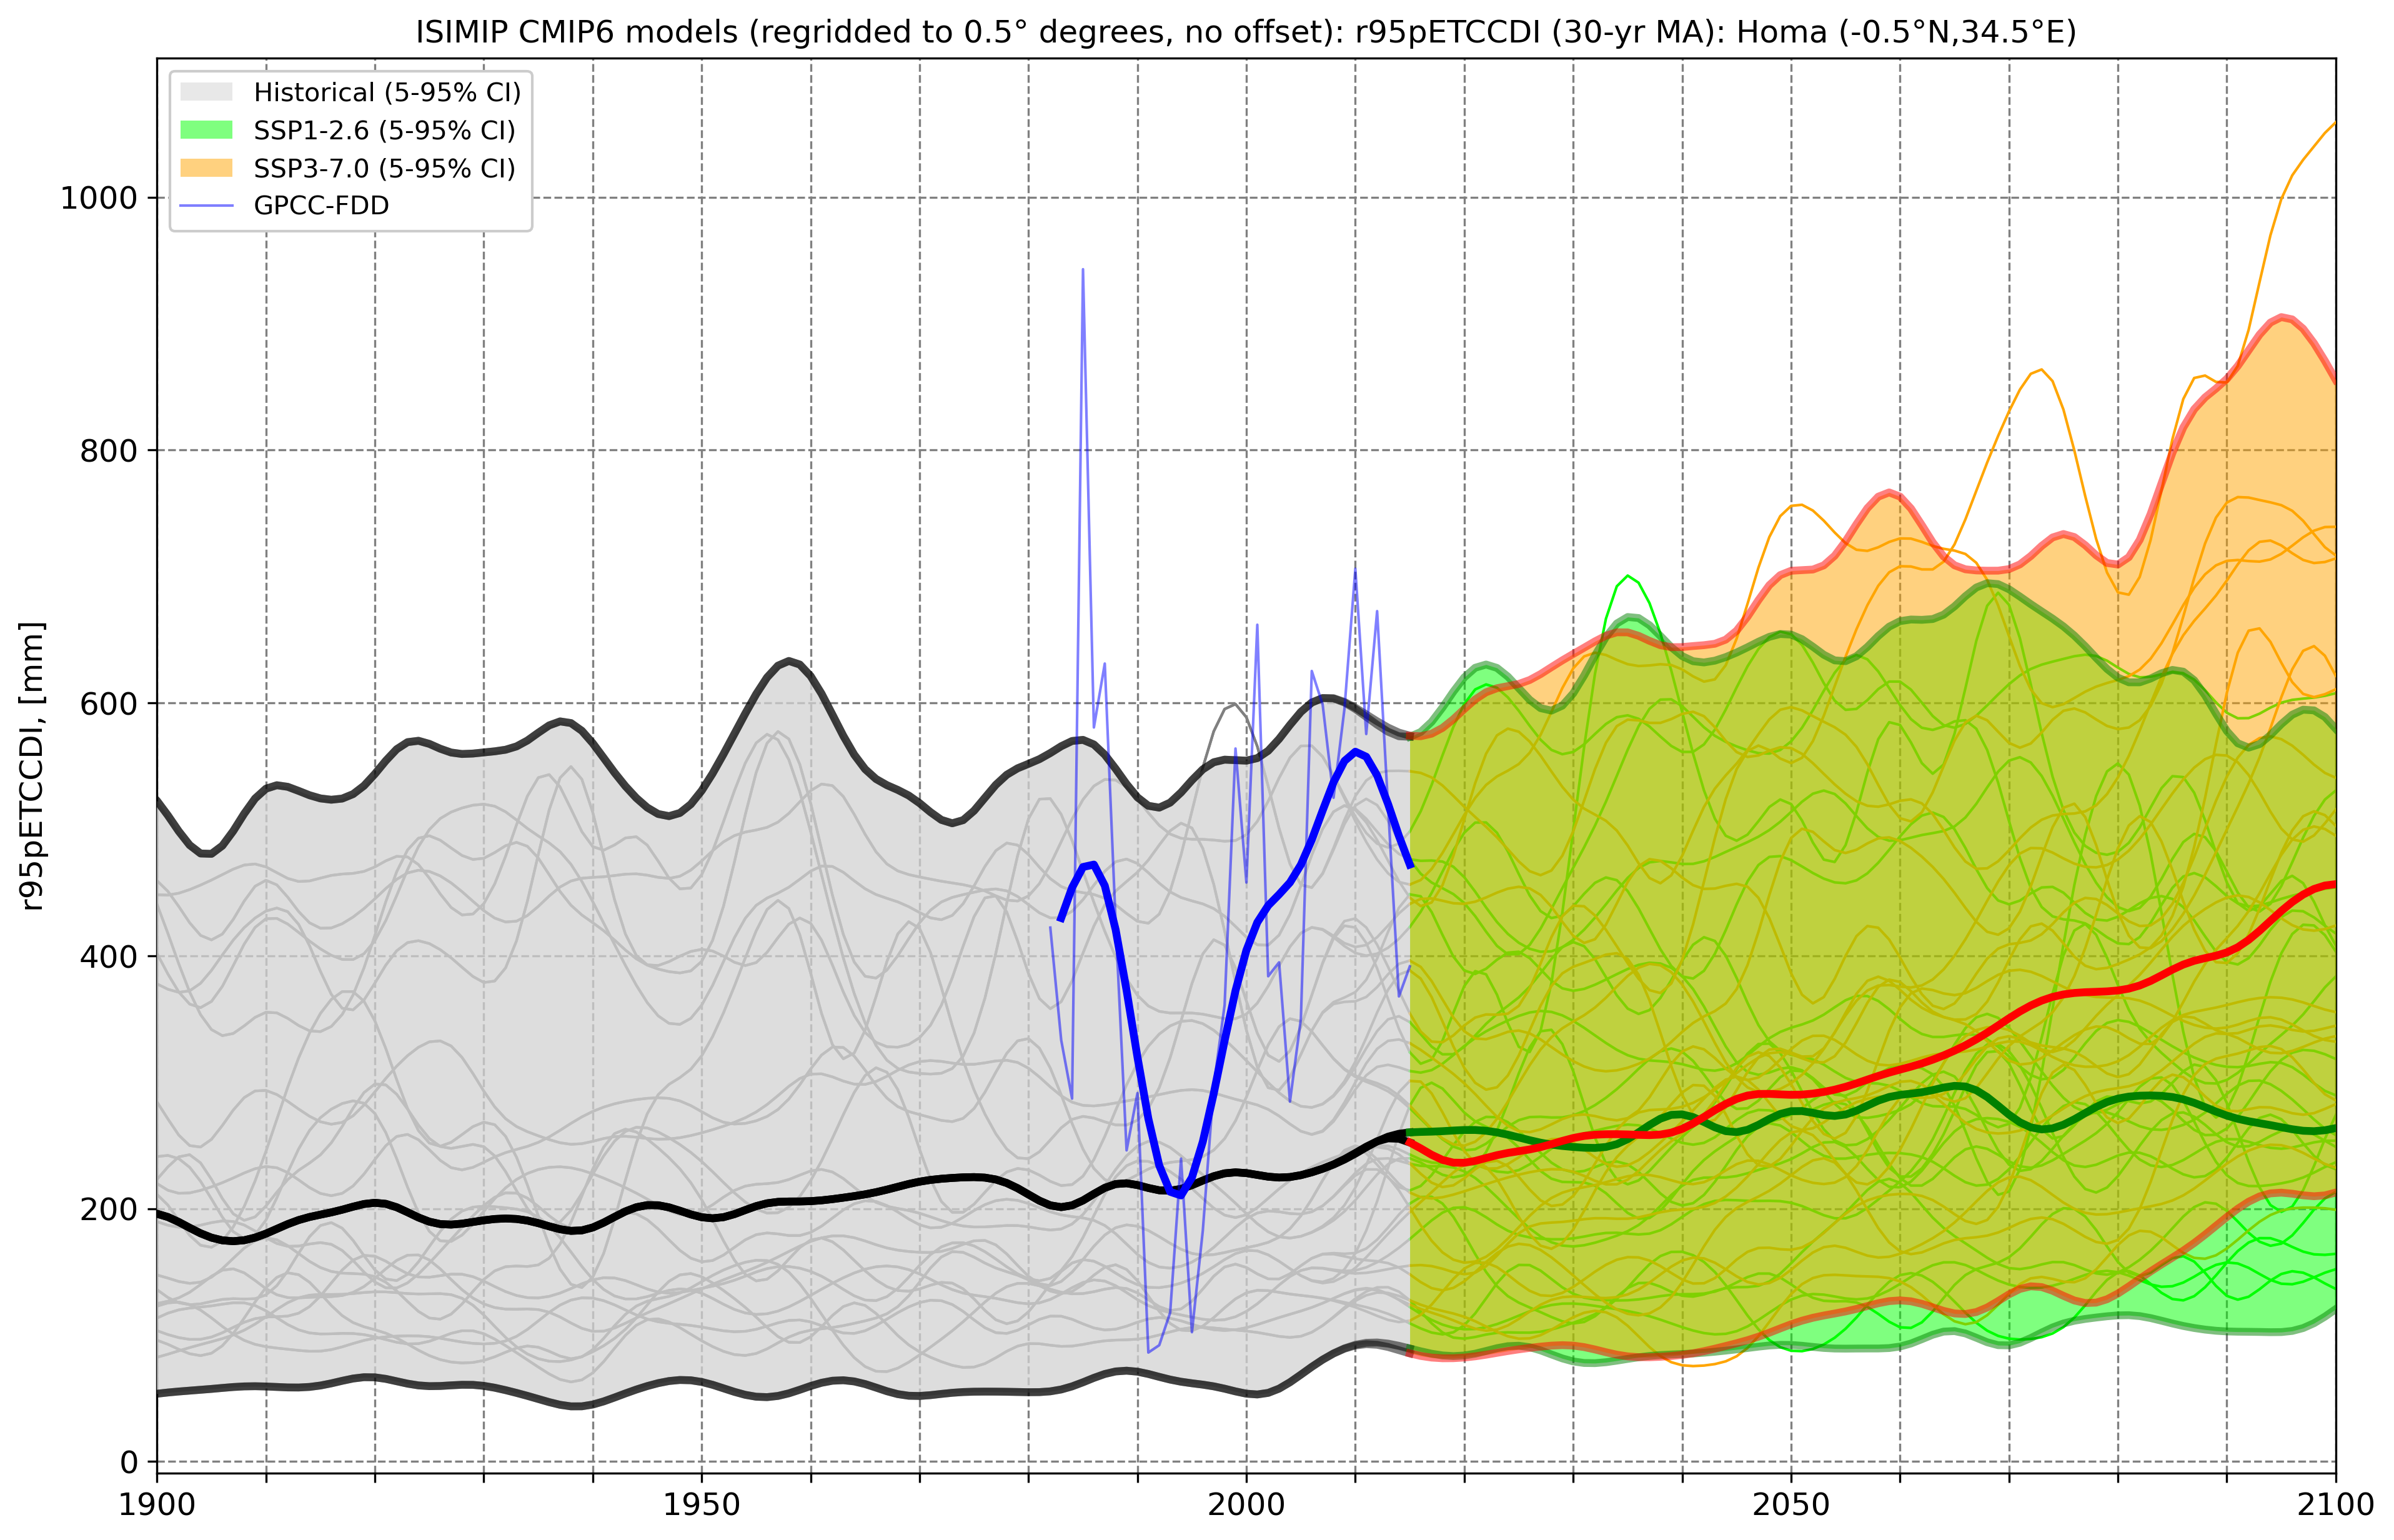 ISIMIP CMIP6 models (regridded to 0.5° degrees, no offset): r95pETCCDI (30-yr MA): Homa (-0.5°N,34.5°E)
Historical (5-95% CI)
SSP1-2.6 (5-95% CI)
SSP3-7.0 (5-95% CI)
GPCC-FDD
r95pETCCDI, [mm]
1000
800
600
400
200
0
1900
1950
2000
2050
2100